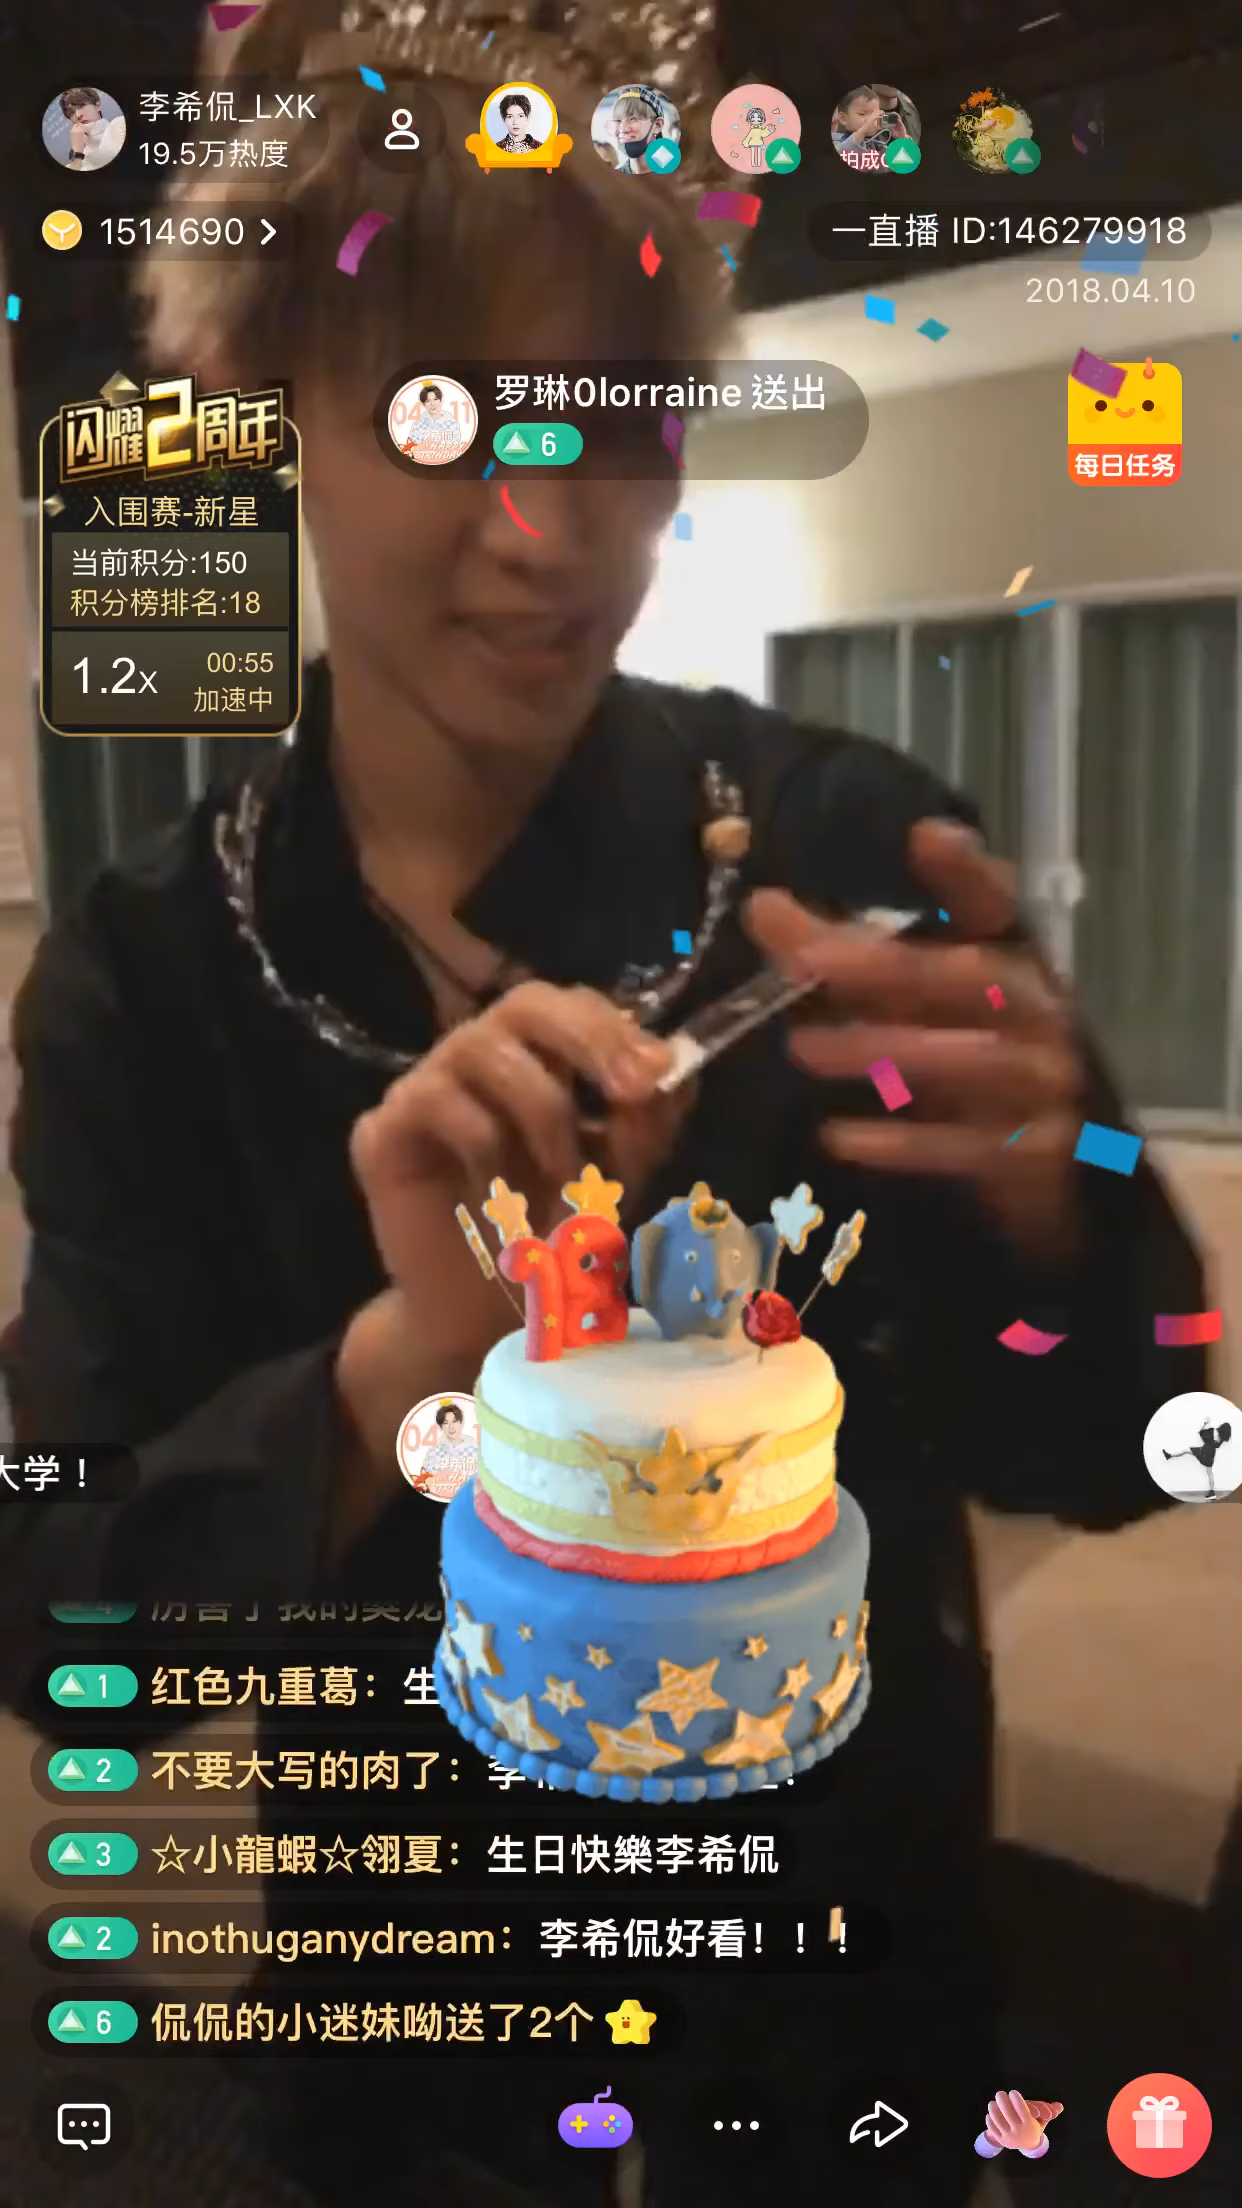 李希侃_LXK
19.5万热度
1514690
一直播 ID:146279918
2018.04.10
罗琳0lorraine 送出
6
闪耀2周年
入围赛-新星
当前积分:150
积分榜排名:18
1.2x
00:55
加速中
每日任务
大学！
1 红色九重葛：生
2 不要大写的肉了：李
3 ☆小龍蝦☆翎夏：生日快樂李希侃
2 inothuganydream：李希侃好看！！！
6 侃侃的小迷妹呦送了2个